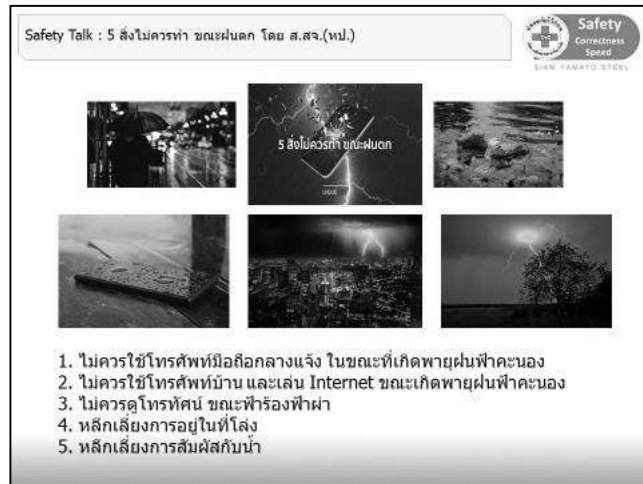 Safety Talk : 5 สิ่งไม่ควรทำ ขณะฝนตก โดย ส.สจ.(หป.)
Safety
Correctness
Speed
SIAM YAMATO STEEL
5 สิ่งไม่ควรทำ ขณะฝนตก
1. ไม่ควรใช้โทรศัพท์มือถือกลางแจ้ง ในขณะที่เกิดพายุฝนฟ้าคะนอง
2. ไม่ควรใช้โทรศัพท์บ้าน และเล่น Internet ขณะเกิดพายุฝนฟ้าคะนอง
3. ไม่ควรดูโทรทัศน์ ขณะฟ้าร้องฟ้าผ่า
4. หลีกเลี่ยงการอยู่ในที่โล่ง
5. หลีกเลี่ยงการสัมผัสกับน้ำ